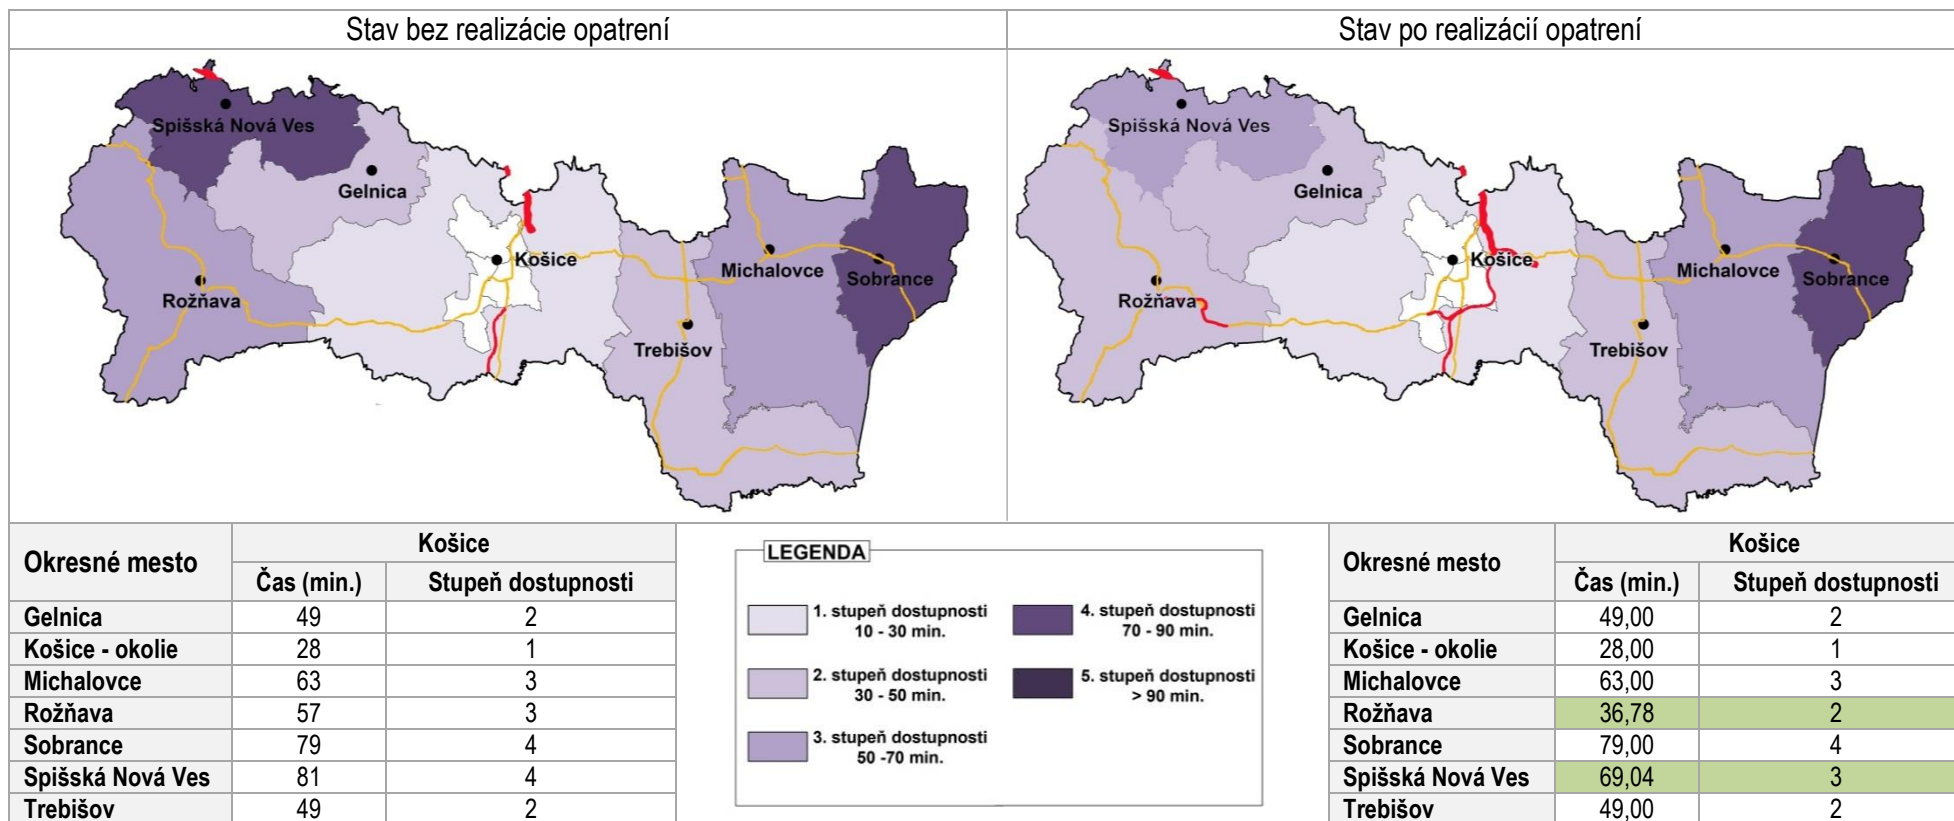 Stav bez realizácie opatrení
Stav po realizácií opatrení
Spišská Nová Ves
Gelnica
Košice
Rožňava
Michalovce
Sobrance
Trebišov
Spišská Nová Ves
Gelnica
Košice
Rožňava
Michalovce
Sobrance
Trebišov
Okresné mesto Košice
Čas (min.) Stupeň dostupnosti
Gelnica 49 2
Košice - okolie 28 1
Michalovce 63 3
Rožňava 57 3
Sobrance 79 4
Spišská Nová Ves 81 4
Trebišov 49 2
LEGENDA
1. stupeň dostupnosti
10 - 30 min.
2. stupeň dostupnosti
30 - 50 min.
3. stupeň dostupnosti
50 -70 min.
4. stupeň dostupnosti
70 - 90 min.
5. stupeň dostupnosti
> 90 min.
Okresné mesto Košice
Čas (min.) Stupeň dostupnosti
Gelnica 49,00 2
Košice - okolie 28,00 1
Michalovce 63,00 3
Rožňava 36,78 2
Sobrance 79,00 4
Spišská Nová Ves 69,04 3
Trebišov 49,00 2